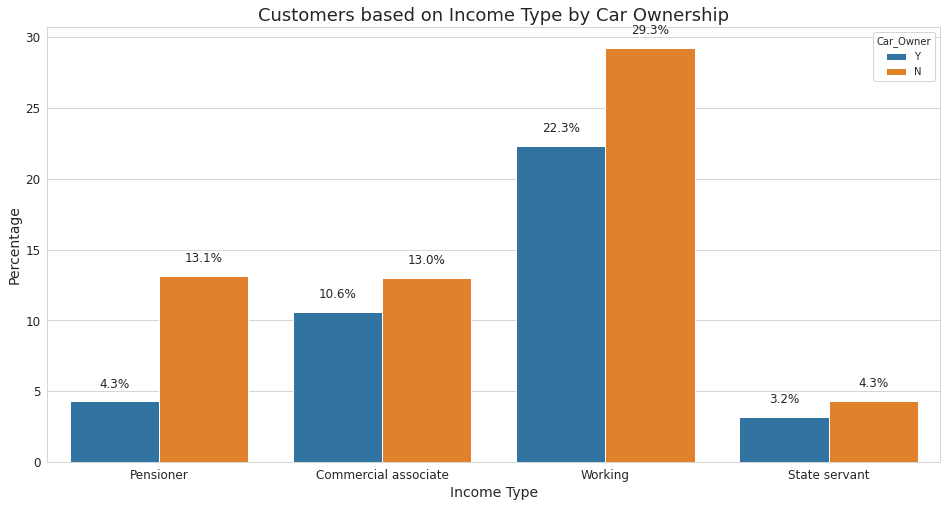 Customers based on Income Type by Car Ownership
Car_Owner
Y
N
Percentage
30
25
20
15
10
5
0
4.3%
13.1%
10.6%
13.0%
22.3%
29.3%
3.2%
4.3%
Pensioner
Commercial associate
Working
State servant
Income Type